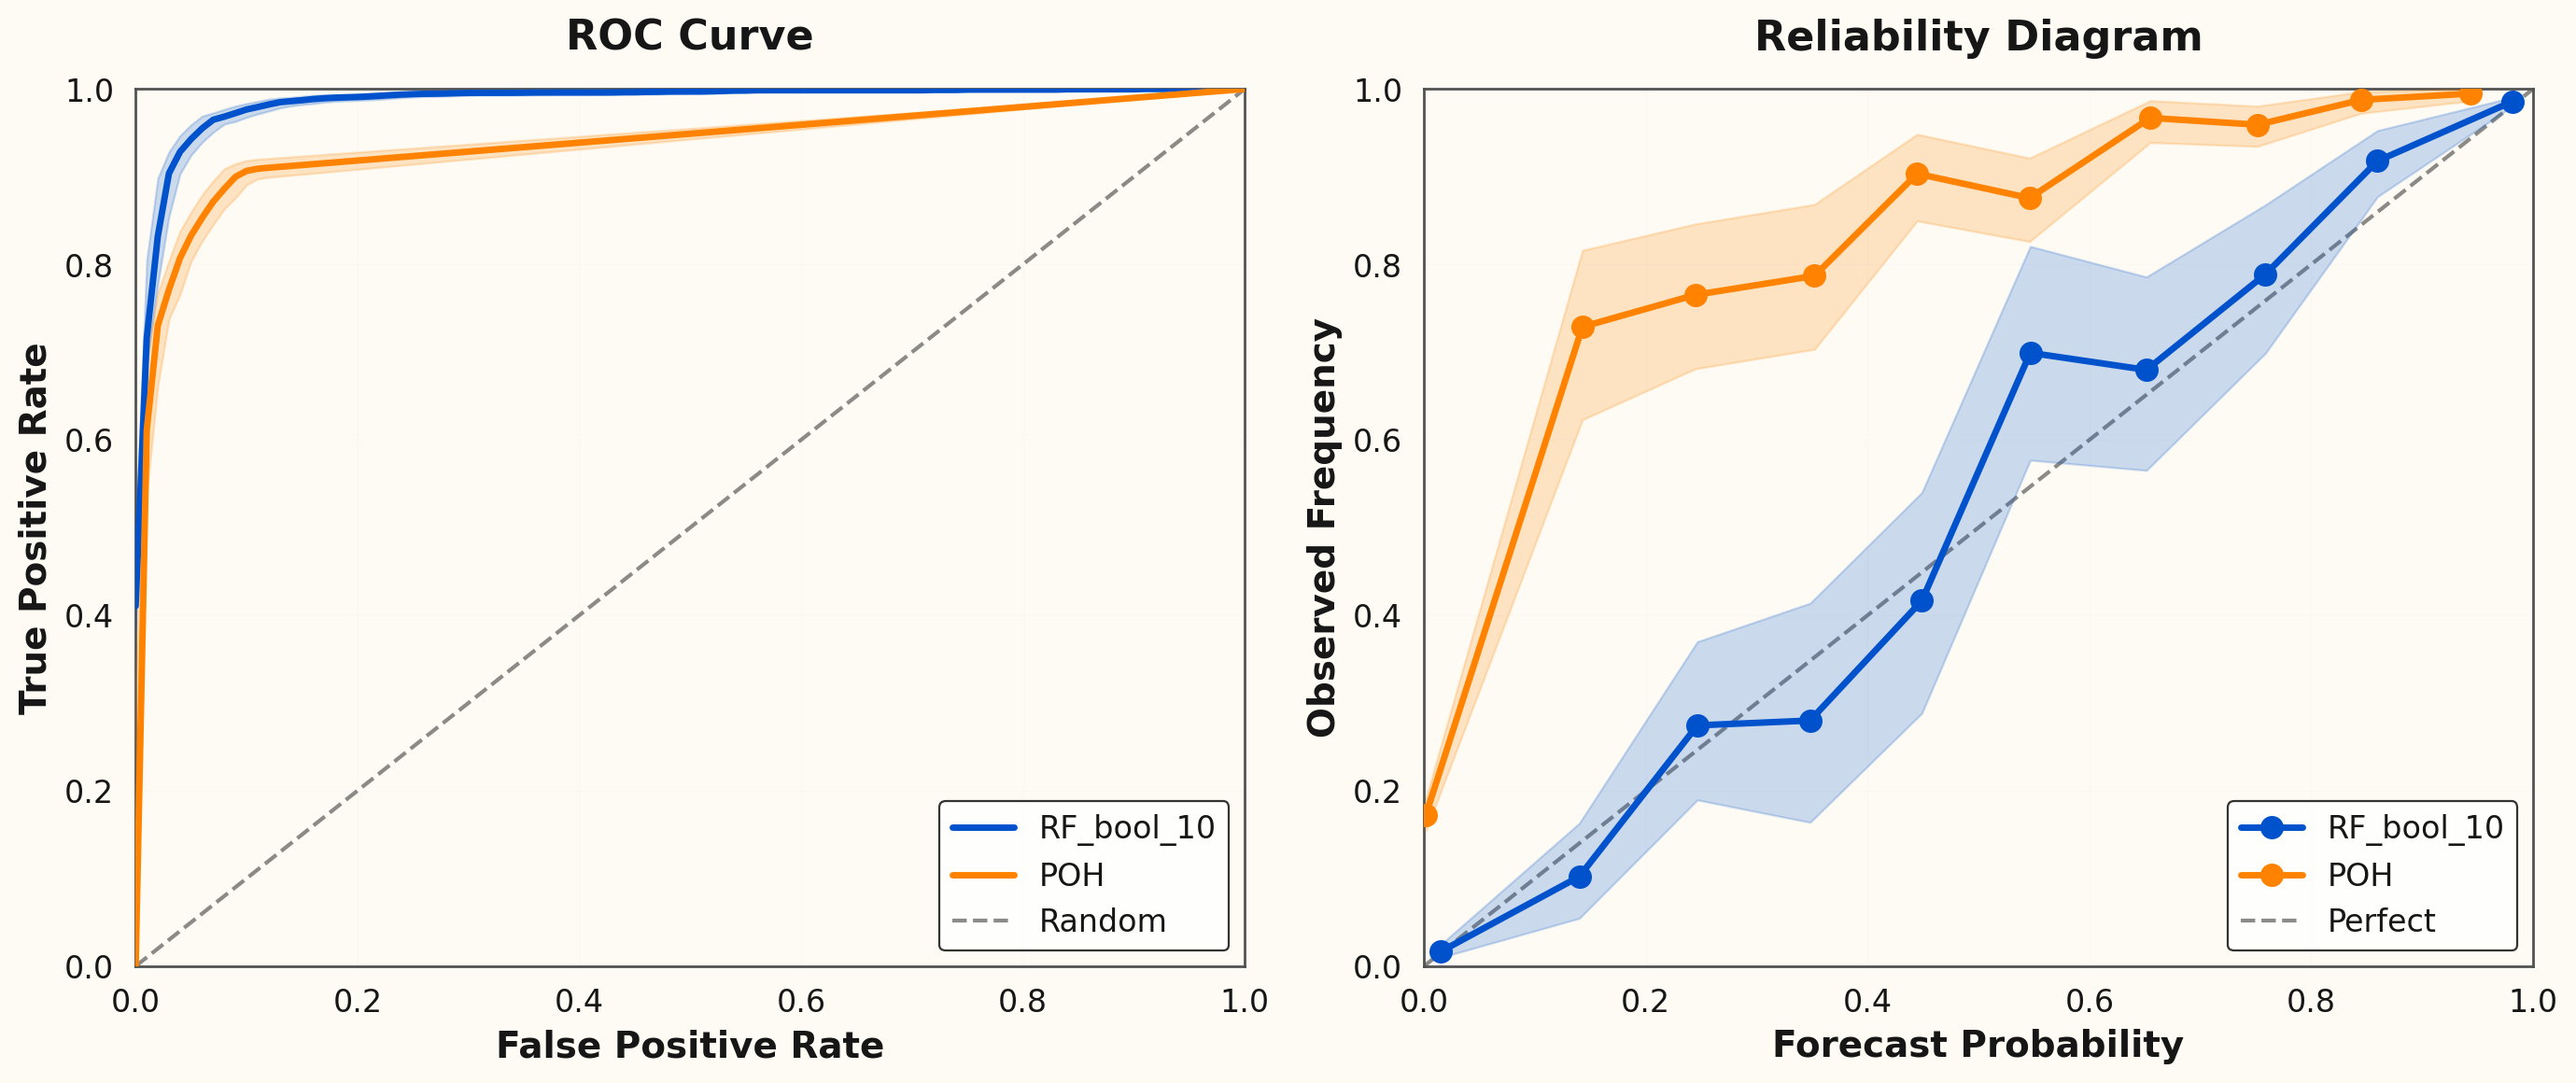 ROC Curve
True Positive Rate
1.0
0.8
0.6
0.4
0.2
0.0
0.0 0.2 0.4 0.6 0.8 1.0
False Positive Rate
RF_bool_10
POH
Random
Reliability Diagram
Observed Frequency
1.0
0.8
0.6
0.4
0.2
0.0
0.0 0.2 0.4 0.6 0.8 1.0
Forecast Probability
RF_bool_10
POH
Perfect